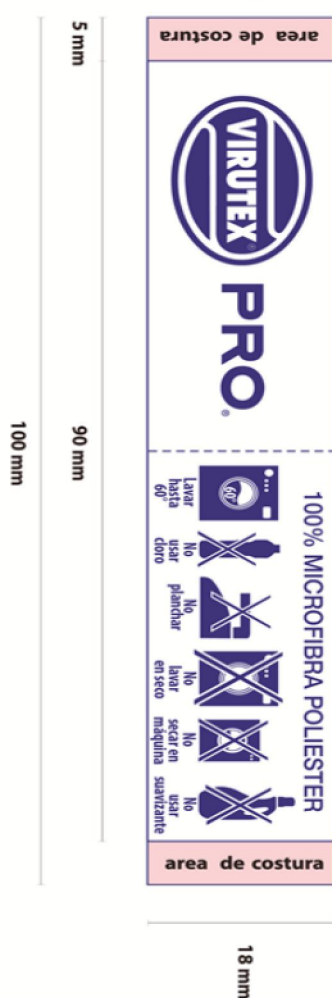 area de costura
5 mm
VIRUTEX®
PRO®
90 mm
100 mm
100% MICROFIBRA POLIESTER
60°
Lavar
hasta
60°
No
usar
cloro
No
planchar
No
lavar
en seco
No
secar en
máquina
No
usar
suavizante
area de costura
18 mm